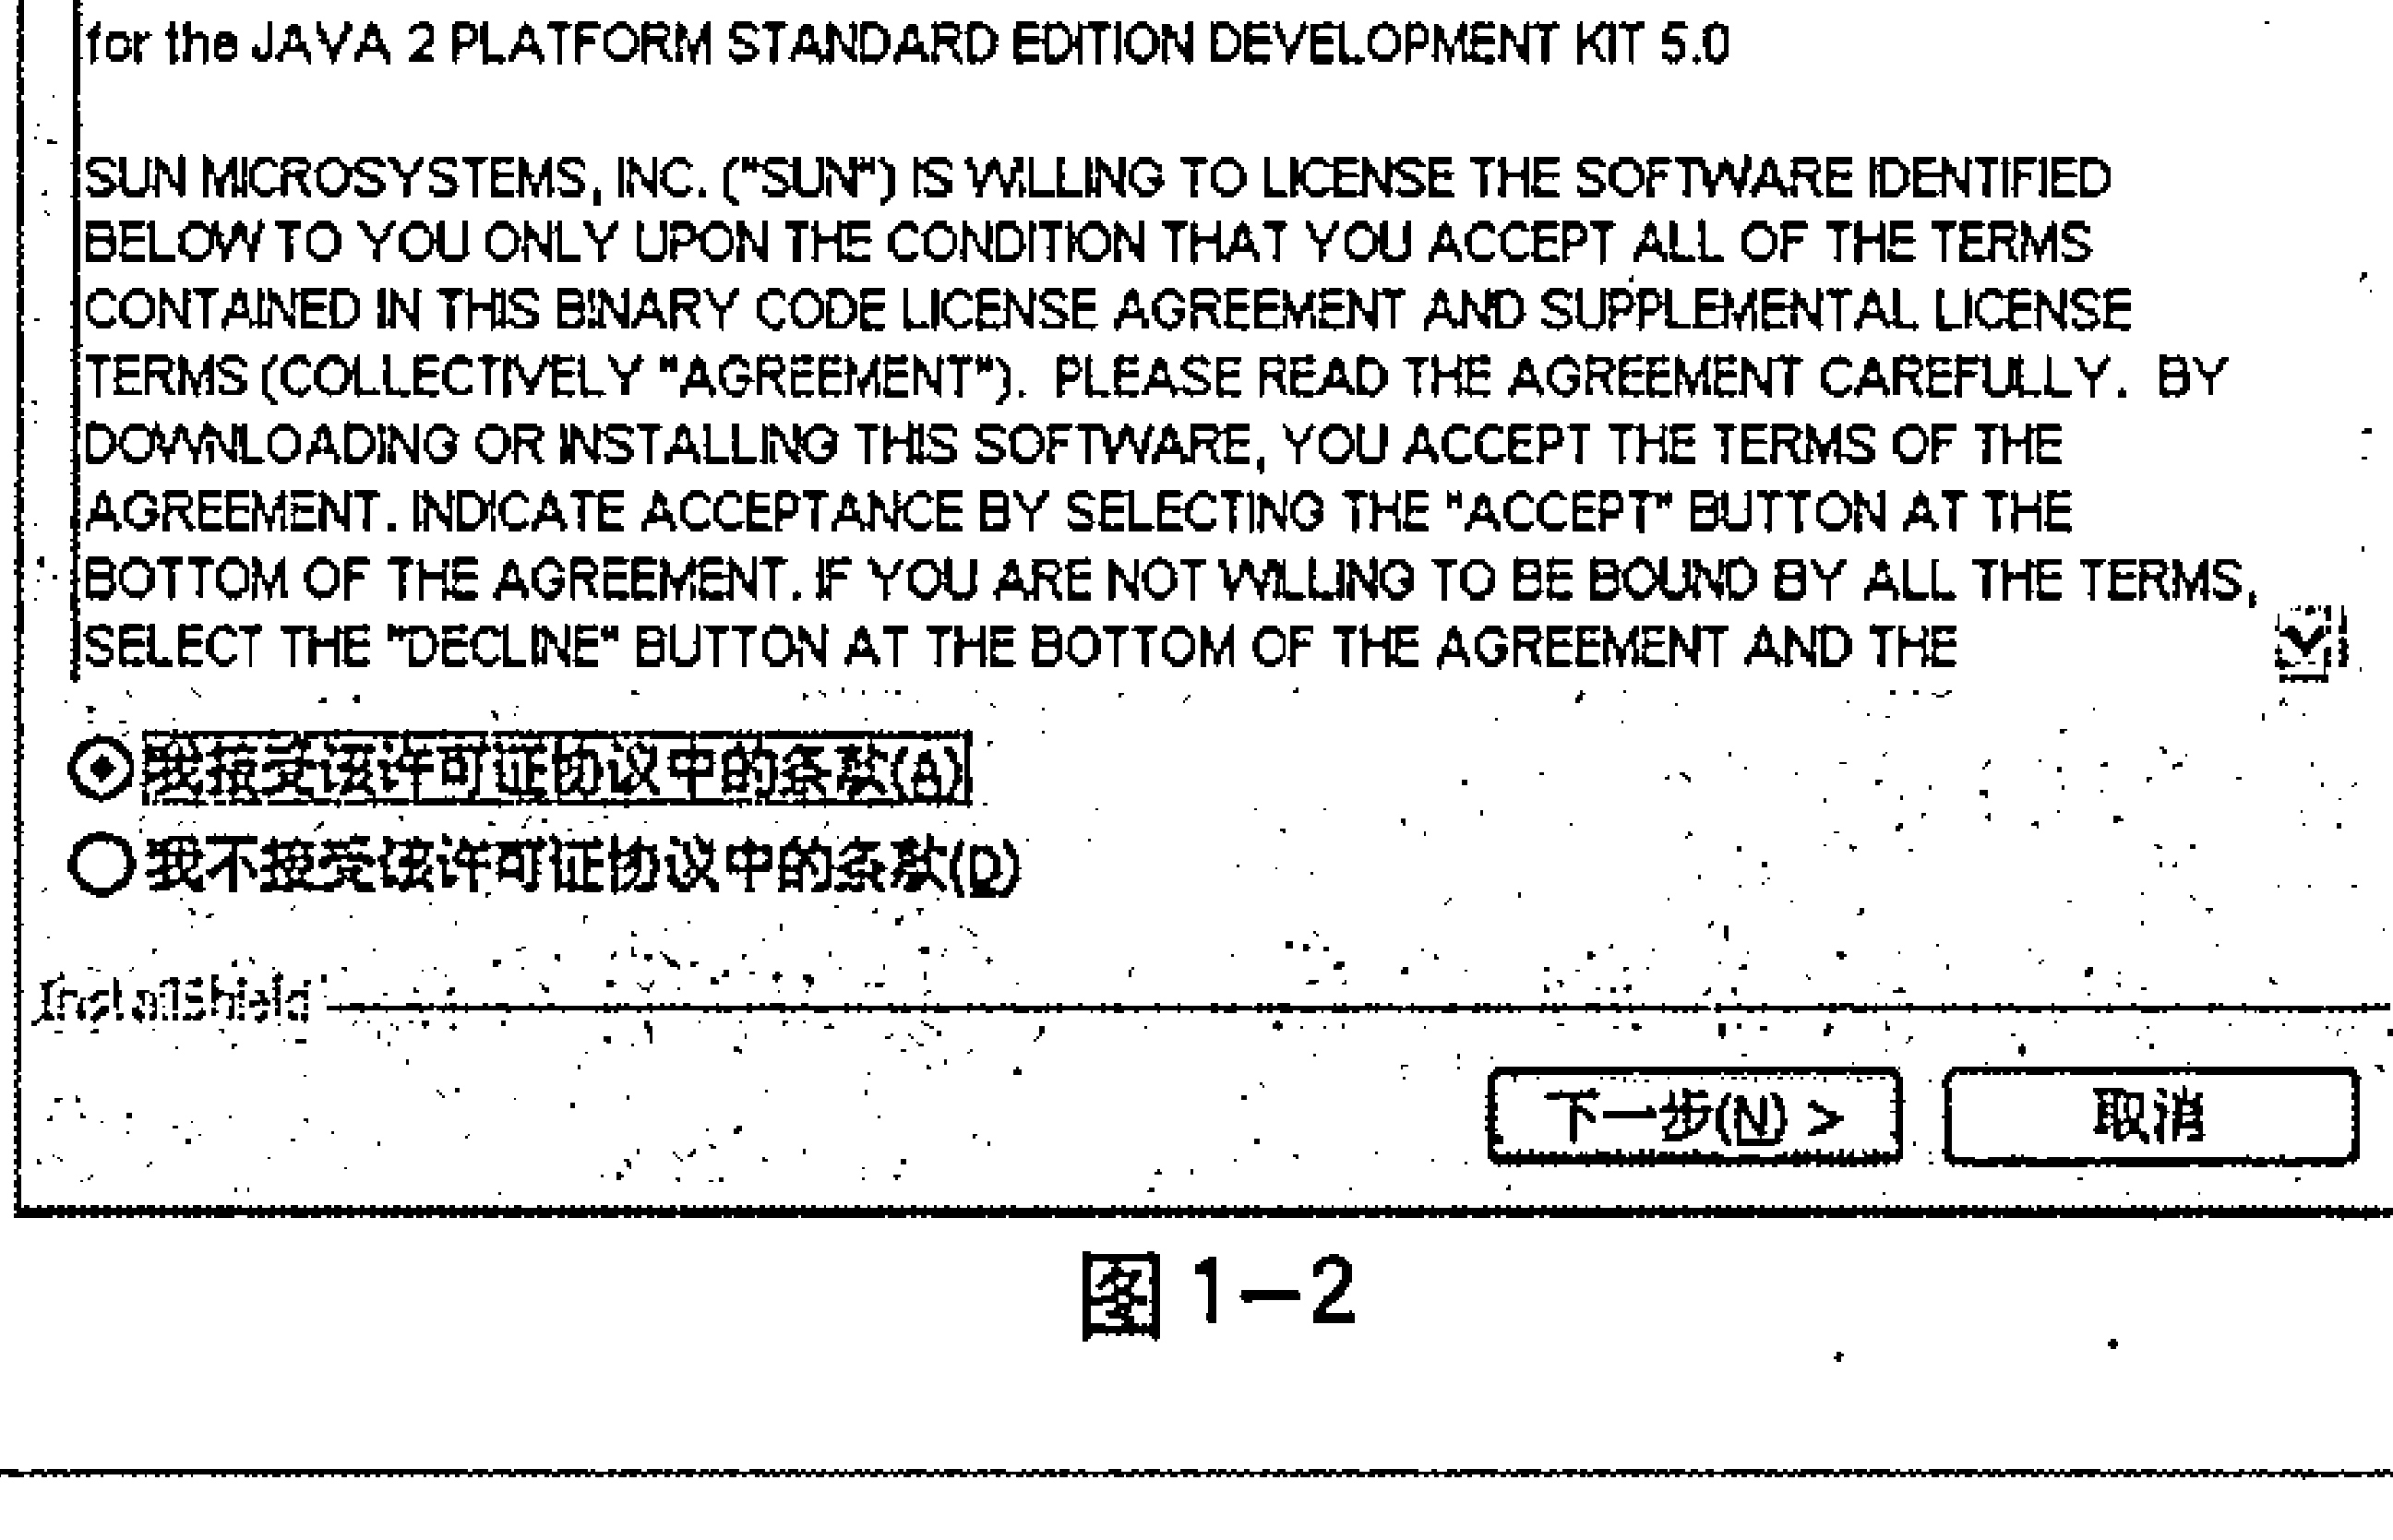 for the JAVA 2 PLATFORM STANDARD EDITION DEVELOPMENT KIT 5.0
SUN MICROSYSTEMS, INC. ("SUN") IS WILLING TO LICENSE THE SOFTWARE IDENTIFIED
BELOW TO YOU ONLY UPON THE CONDITION THAT YOU ACCEPT ALL OF THE TERMS
CONTAINED IN THIS BINARY CODE LICENSE AGREEMENT AND SUPPLEMENTAL LICENSE
TERMS (COLLECTIVELY "AGREEMENT"). PLEASE READ THE AGREEMENT CAREFULLY. BY
DOWNLOADING OR INSTALLING THIS SOFTWARE, YOU ACCEPT THE TERMS OF THE
AGREEMENT. INDICATE ACCEPTANCE BY SELECTING THE "ACCEPT" BUTTON AT THE
BOTTOM OF THE AGREEMENT. IF YOU ARE NOT WILLING TO BE BOUND BY ALL THE TERMS,
SELECT THE "DECLINE" BUTTON AT THE BOTTOM OF THE AGREEMENT AND THE
我接受该许可证协议中的条款(A)
我不接受该许可证协议中的条款(D)
InstallShield
下一步(N) > 取消
图 1-2